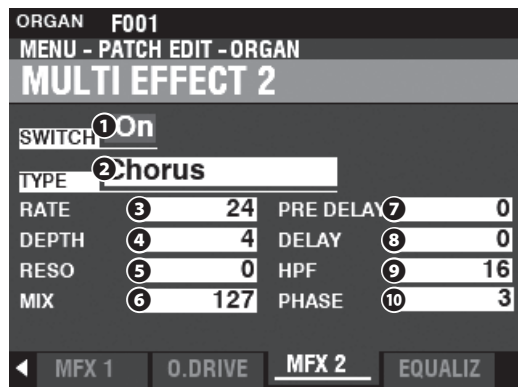 ORGAN F001
MENU - PATCH EDIT - ORGAN
MULTI EFFECT 2
SWITCH 1 On
TYPE 2 Chorus
RATE 3 24 PRE DELAY 7 0
DEPTH 4 4 DELAY 8 0
RESO 5 0 HPF 9 16
MIX 6 127 PHASE 10 3
MFX 1 O.DRIVE MFX 2 EQUALIZ